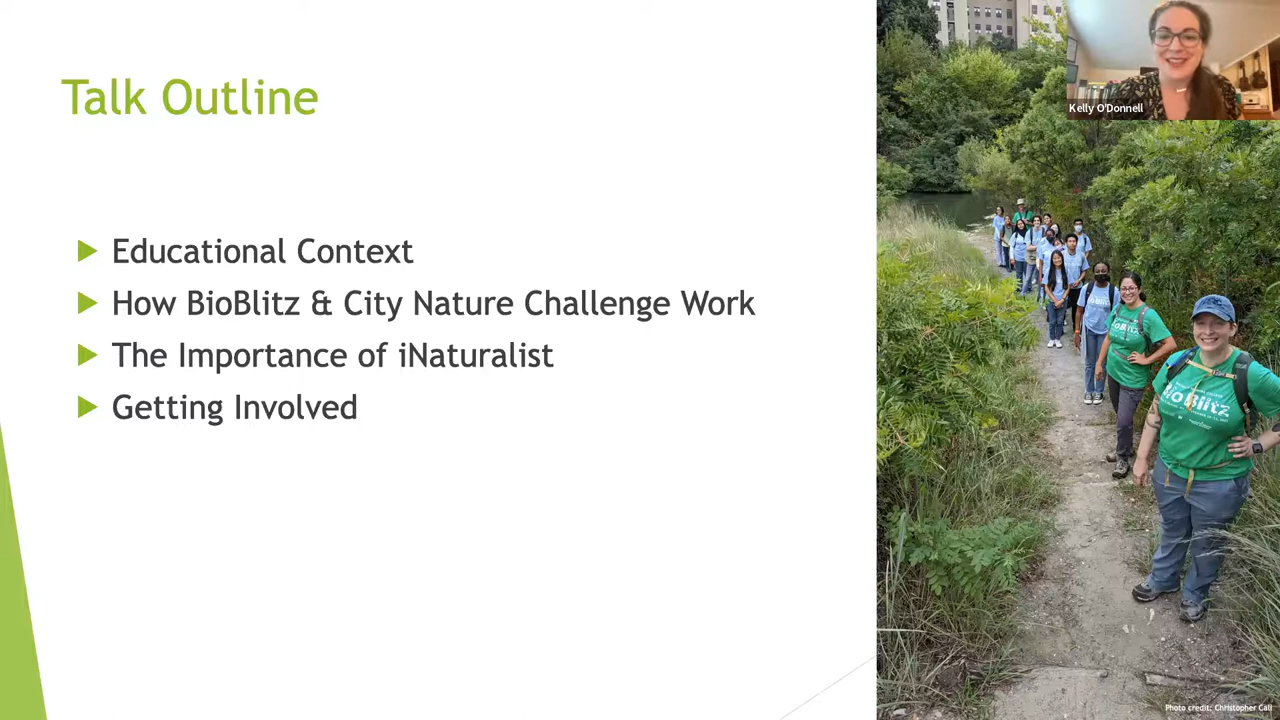 Talk Outline
Educational Context
How BioBlitz & City Nature Challenge Work
The Importance of iNaturalist
Getting Involved
Kelly O'Donnell
BioBlitz
BioBlitz
Photo credit: Christopher Call